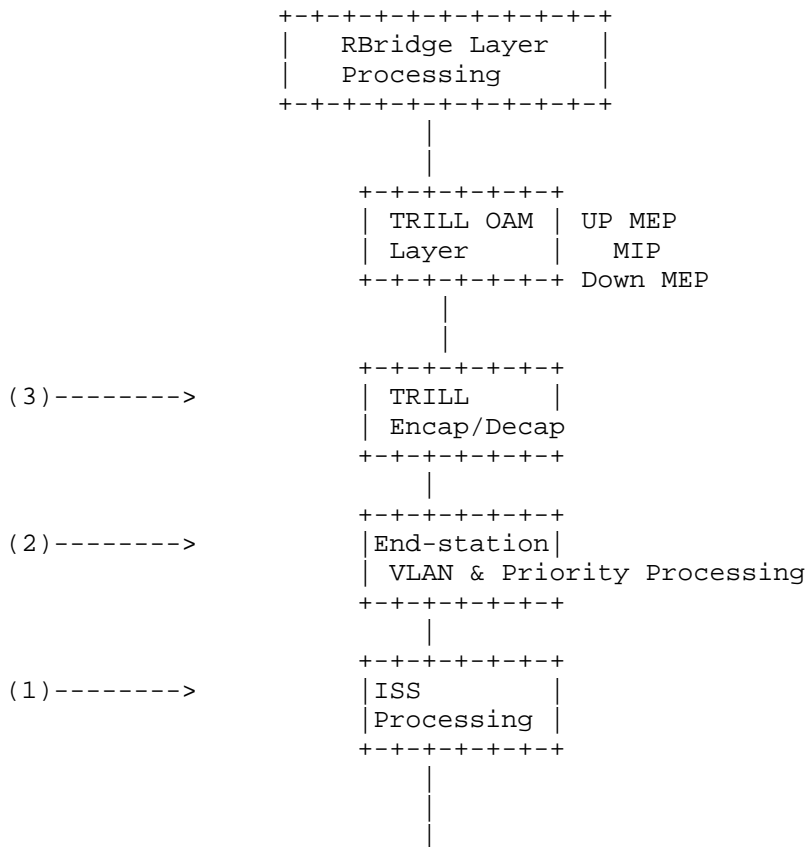 RBridge Layer
Processing
TRILL OAM UP MEP
Layer MIP
Down MEP
(3)--------> TRILL
Encap/Decap
(2)--------> End-station
VLAN & Priority Processing
(1)--------> ISS
Processing